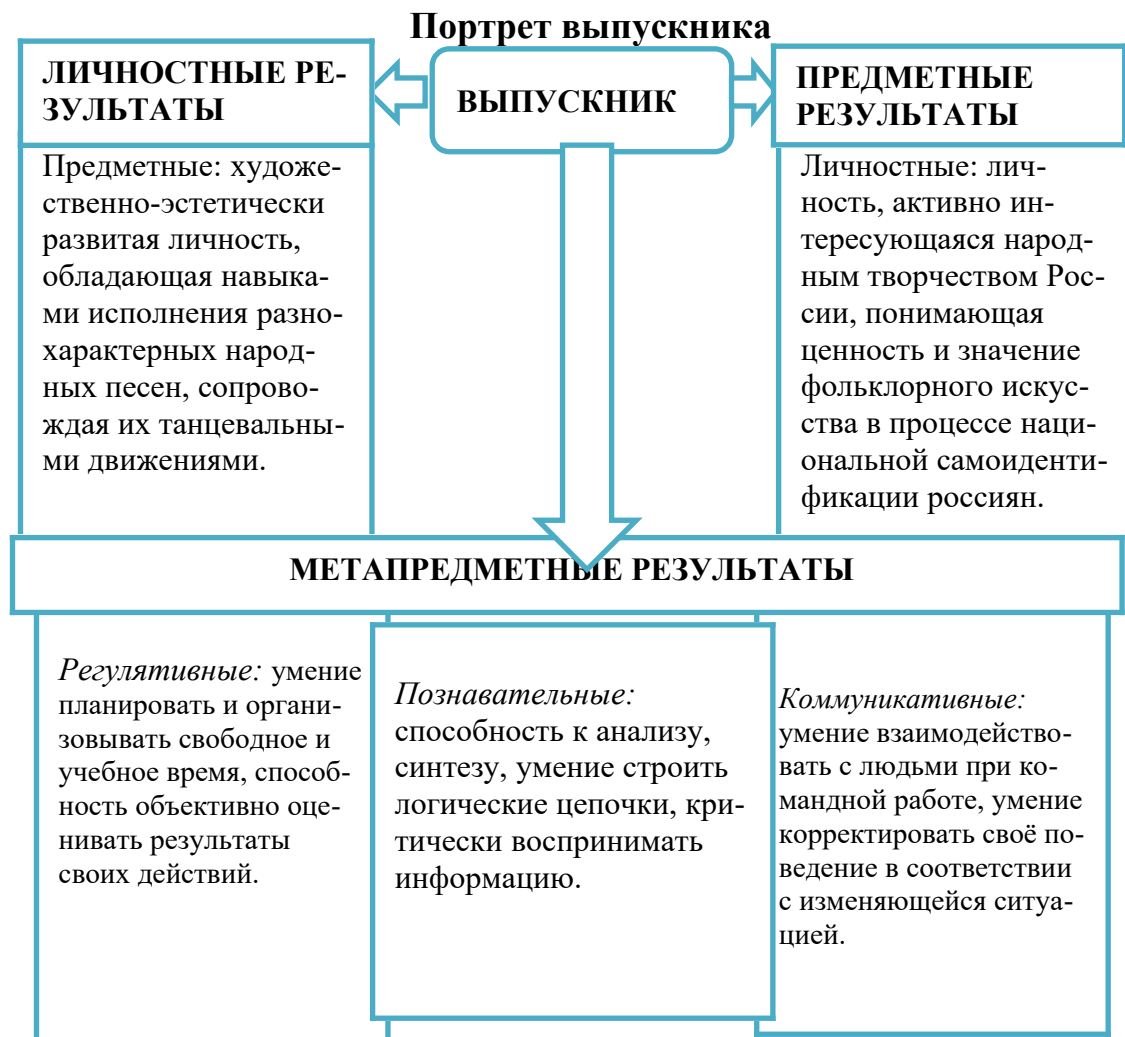 Портрет выпускника
ЛИЧНОСТНЫЕ РЕ-
ЗУЛЬТАТЫ
ВЫПУСКНИК
ПРЕДМЕТНЫЕ
РЕЗУЛЬТАТЫ
Предметные: художе-
ственно-эстетически
развитая личность,
обладающая навыка-
ми исполнения разно-
характерных народ-
ных песен, сопрово-
ждая их танцевальны-
ми движениями.
Личностные: лич-
ность, активно ин-
тересующаяся народ-
ным творчеством Рос-
сии, понимающая
ценность и значение
фольклорного искус-
ства в процессе наци-
ональной самоиденти-
фикации россиян.
МЕТАПРЕДМЕТНЫЕ РЕЗУЛЬТАТЫ
Регулятивные: умение
планировать и органи-
зовывать свободное и
учебное время, способ-
ность объективно оце-
нивать результаты
своих действий.
Познавательные:
способность к анализу,
синтезу, умение строить
логические цепочки, кри-
тически воспринимать
информацию.
Коммуникативные:
умение взаимодейство-
вать с людьми при ко-
мандной работе, умение
корректировать своё по-
ведение в соответствии
с изменяющейся ситуа-
цией.